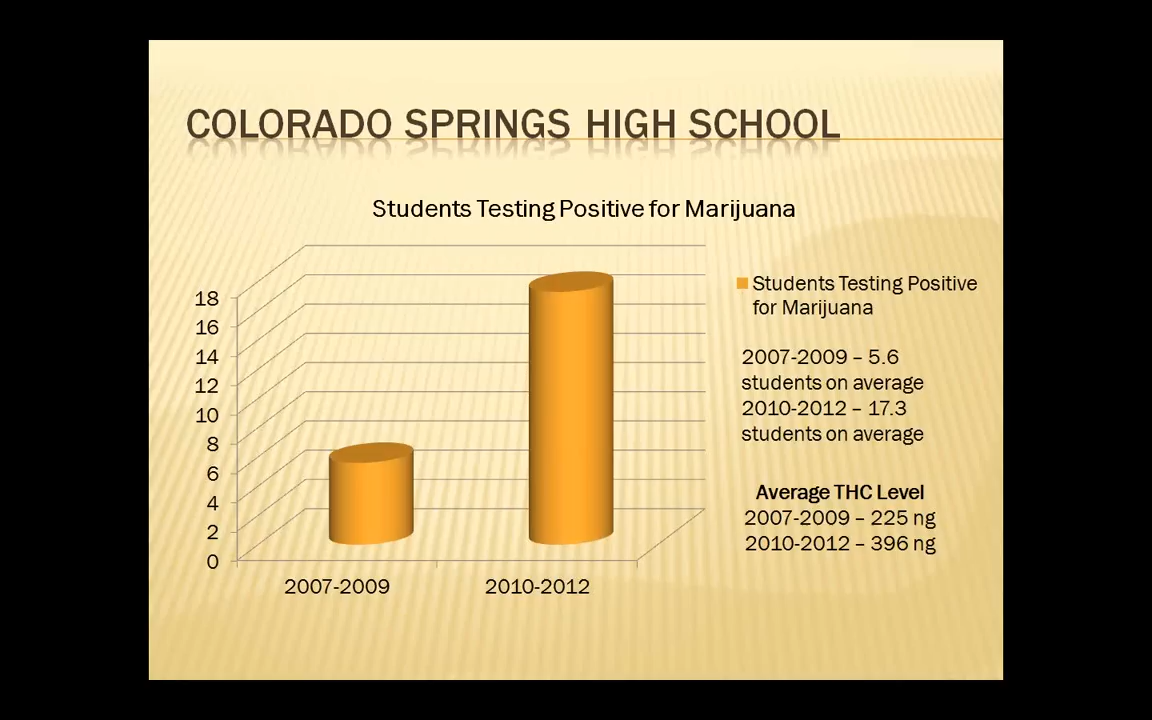 COLORADO SPRINGS HIGH SCHOOL
Students Testing Positive for Marijuana
18
16
14
12
10
8
6
4
2
0
2007-2009
2010-2012
Students Testing Positive
for Marijuana
2007-2009 – 5.6
students on average
2010-2012 – 17.3
students on average
Average THC Level
2007-2009 – 225 ng
2010-2012 – 396 ng